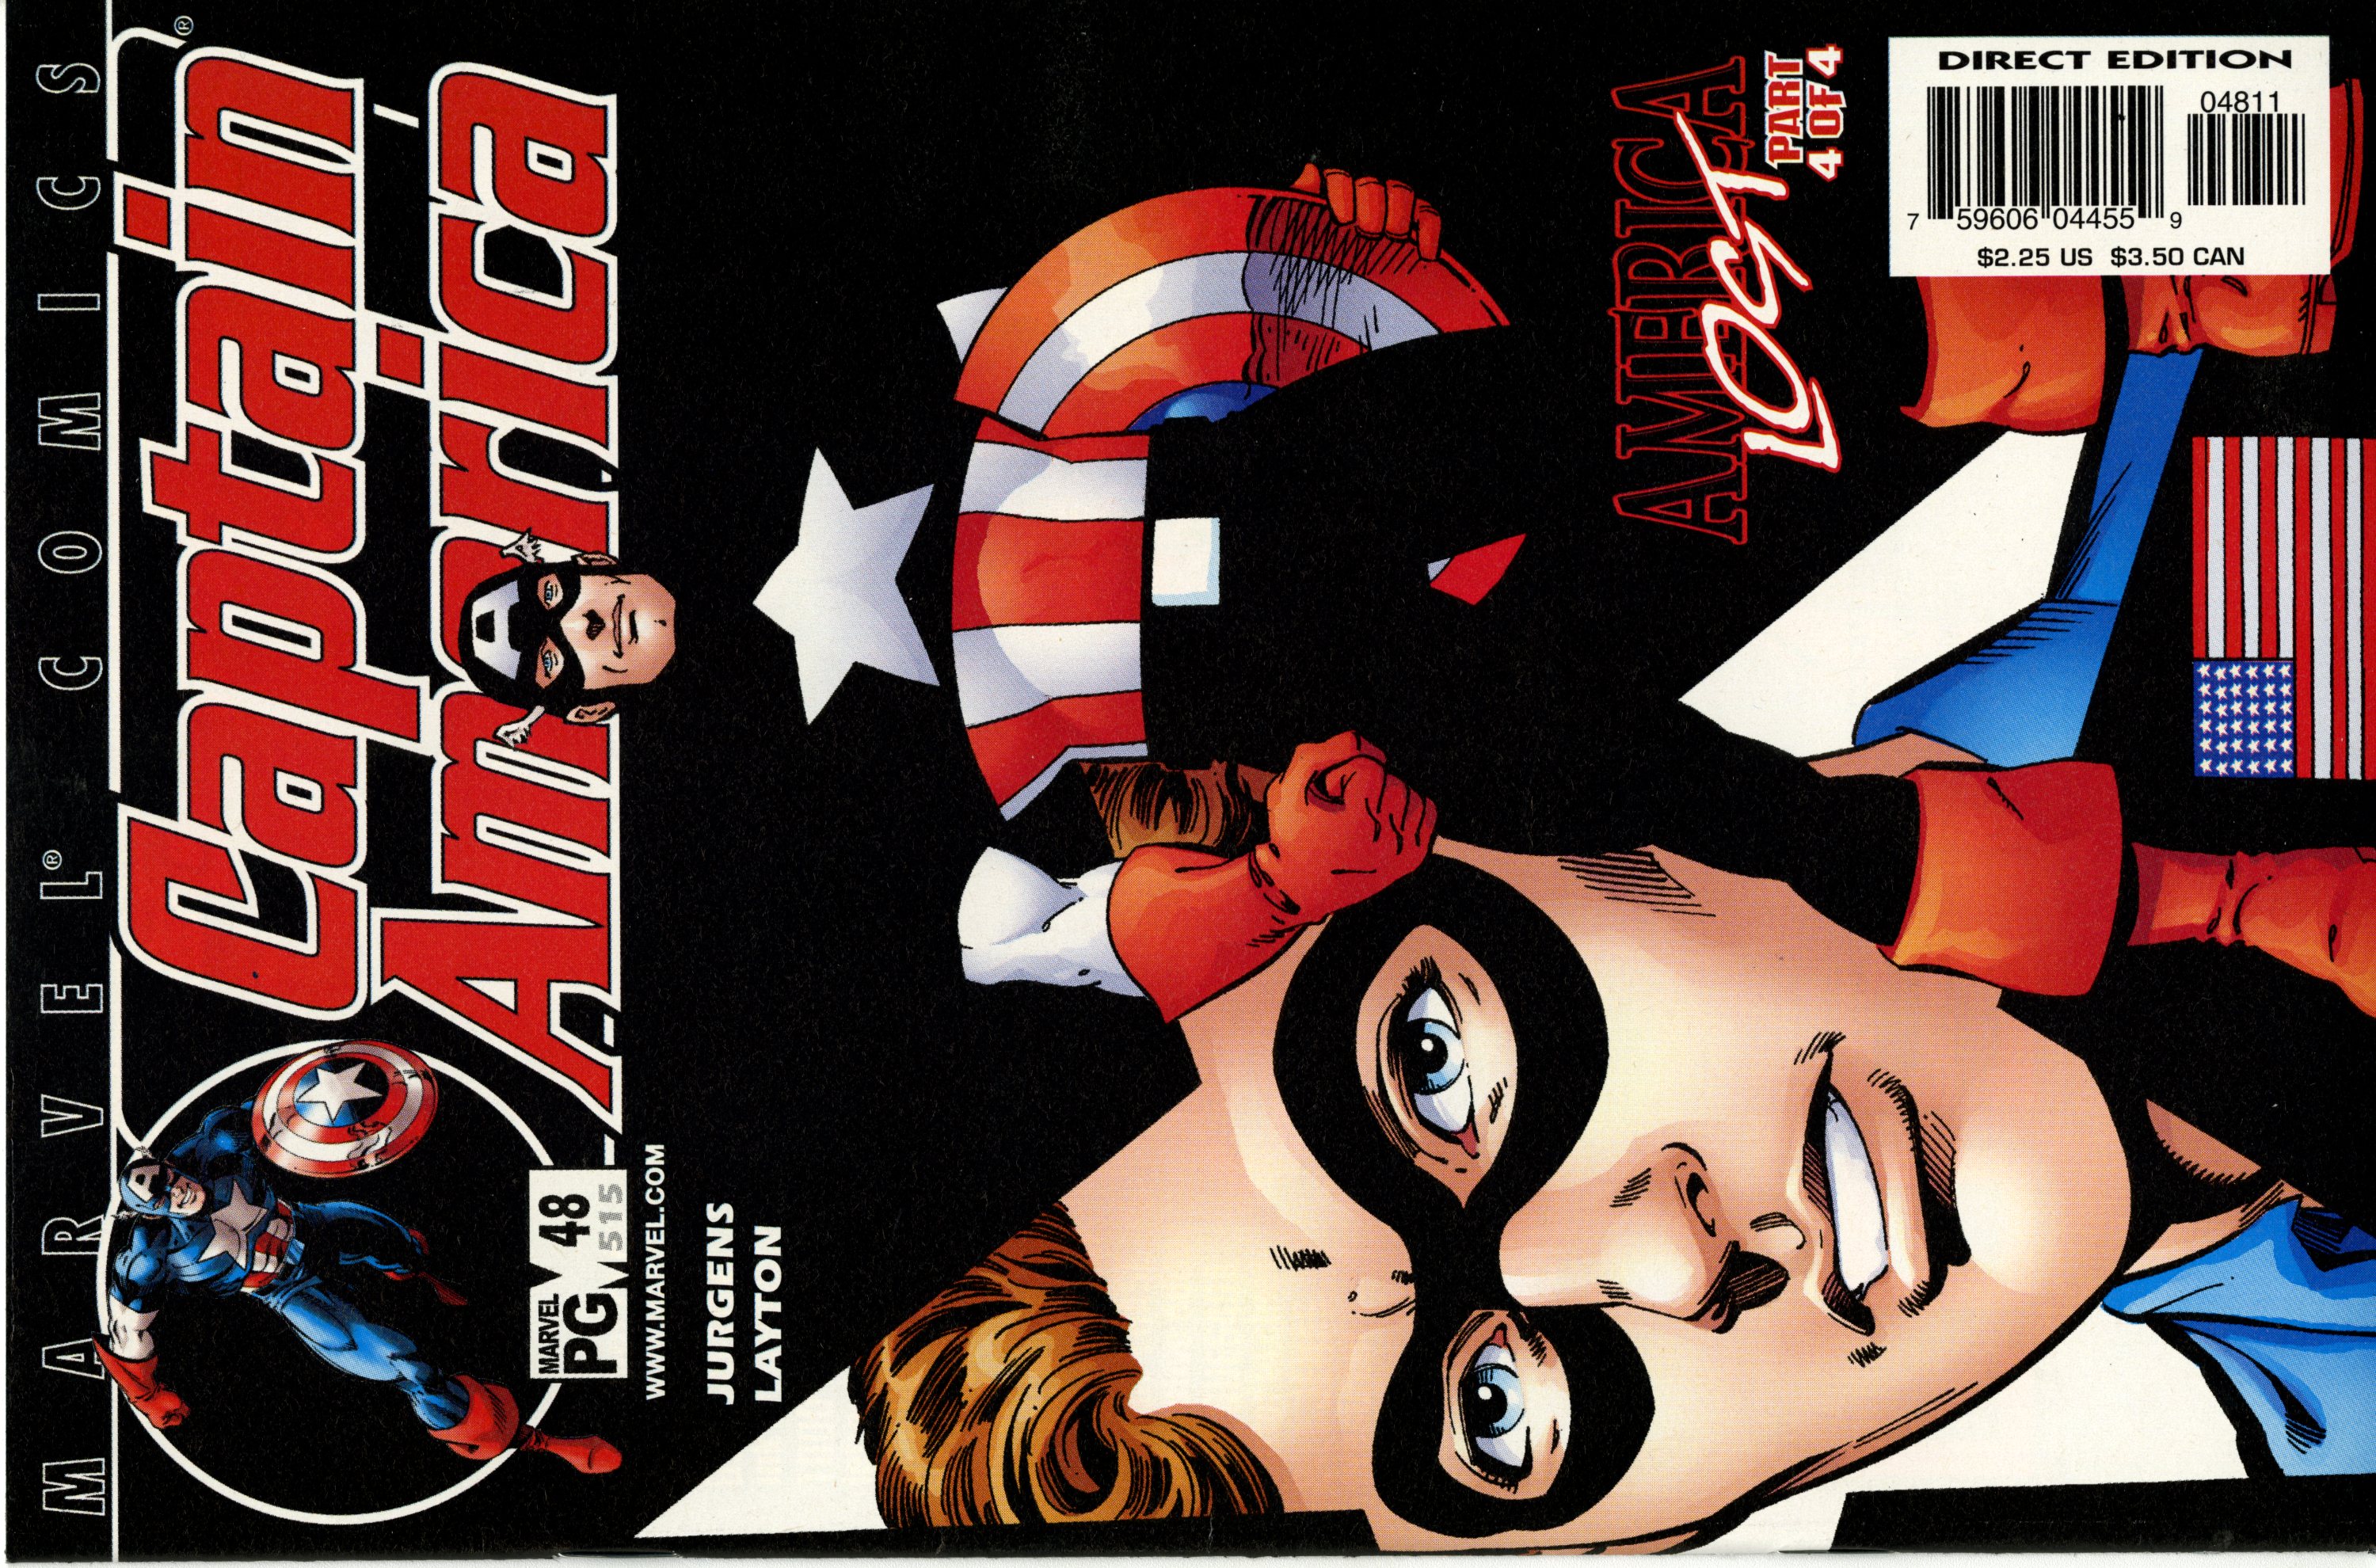 MARVEL® COMICS
Captain®
America
MARVEL
PG
48
515
WWW.MARVEL.COM
JURGENS
LAYTON
A
A
AMERICA
LOST
PART
4 OF 4
DIRECT EDITION
7 59606 04455 9
04811
$2.25 US $3.50 CAN